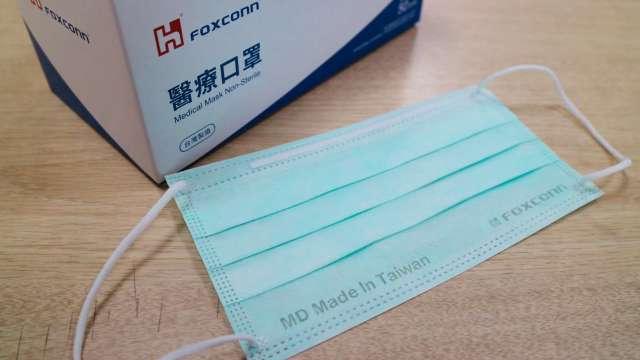 FOXCONN
FOXCONN
醫療口罩
Medical Mask Non-Sterile
台灣製造
FOXCONN
MD Made In Taiwan